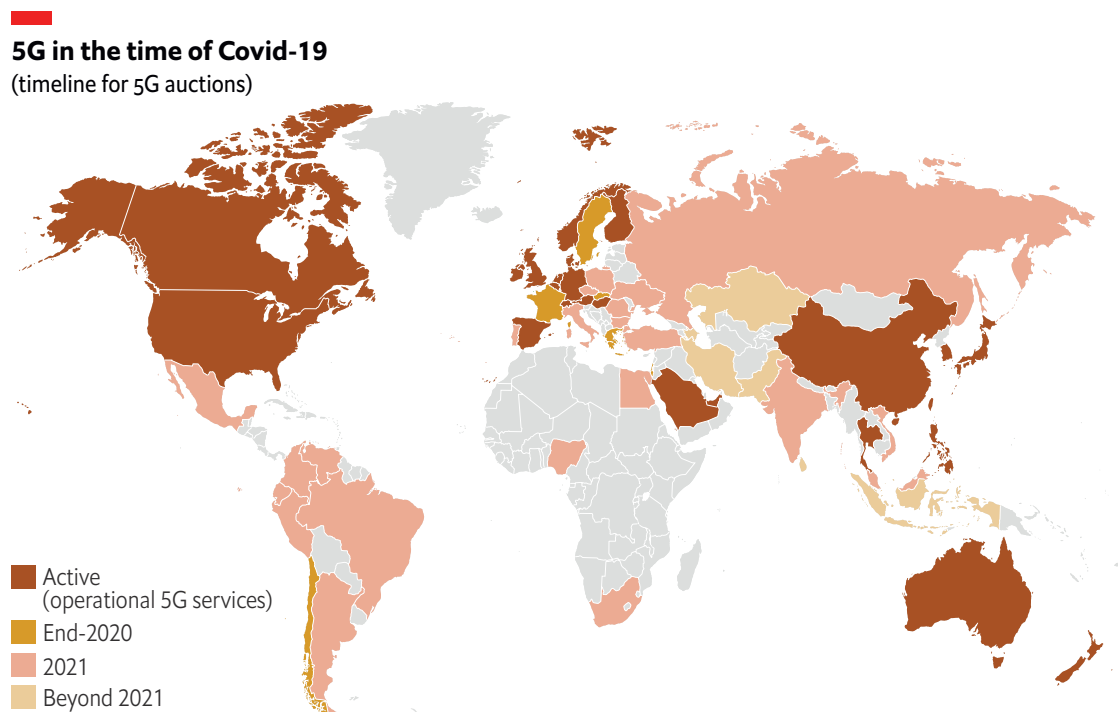 5G in the time of Covid-19
(timeline for 5G auctions)
Active
(operational 5G services)
End-2020
2021
Beyond 2021